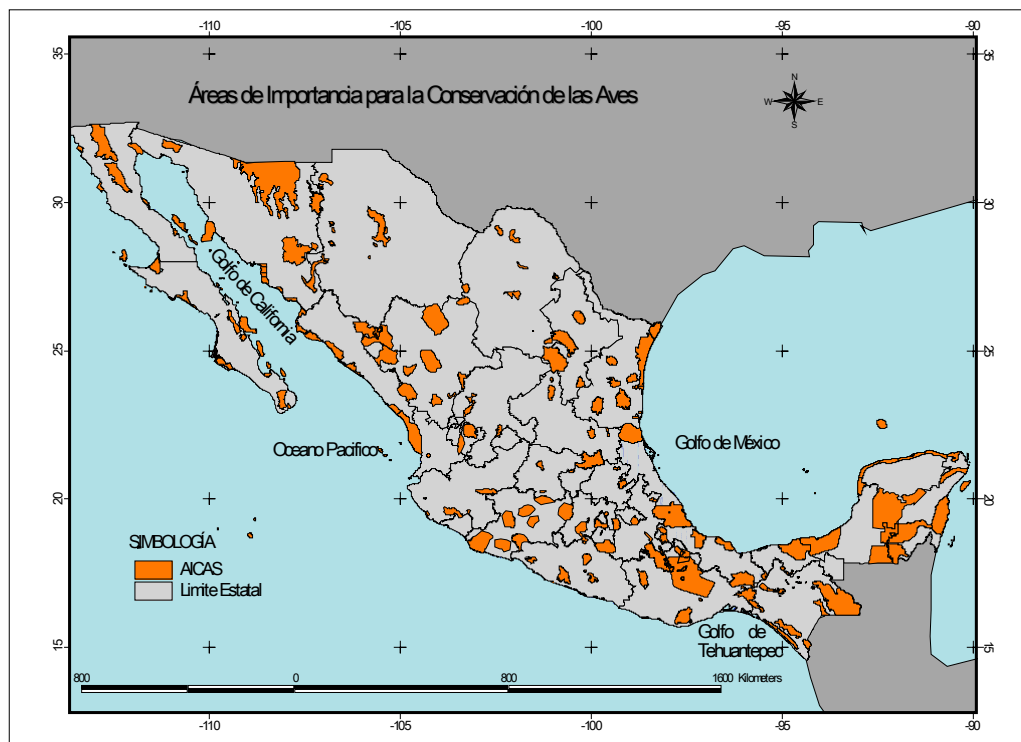 -110 -105 -100 -95 -90
35 35
Áreas de Importancia para la Conservación de las Aves
N
W E
S
30 30
Golfo de California
25 25
Oceano Pacifico
Golfo de México
20 20
SIMBOLOGÍA
AICAS
Limite Estatal
Golfo de
Tehuantepec
15 15
800 0 800 1600 Kilometers
-110 -105 -100 -95 -90